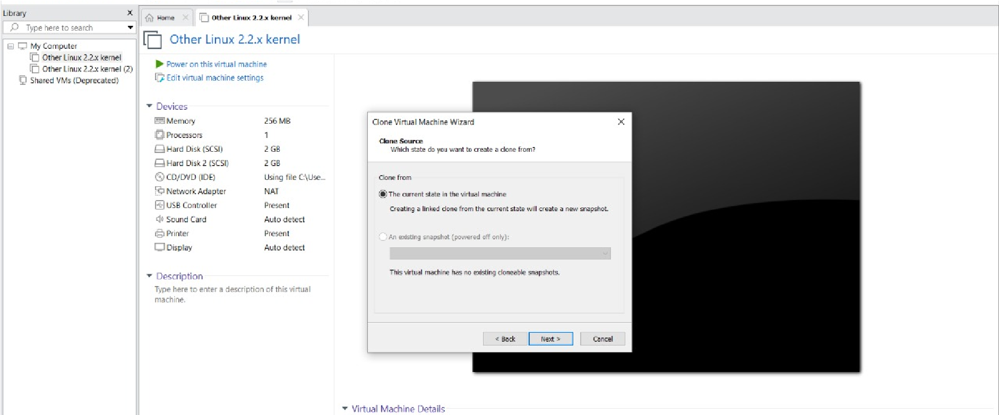 Library
Type here to search
My Computer
Other Linux 2.2.x kernel
Other Linux 2.2.x kernel (2)
Shared VMs (Deprecated)
Home
Other Linux 2.2.x kernel
Other Linux 2.2.x kernel
Power on this virtual machine
Edit virtual machine settings
Devices
Memory 256 MB
Processors 1
Hard Disk (SCSI) 2 GB
Hard Disk 2 (SCSI) 2 GB
CD/DVD (IDE) Using file C:\Use...
Network Adapter NAT
USB Controller Present
Sound Card Auto detect
Printer Present
Display Auto detect
Description
Type here to enter a description of this virtual
machine.
Clone Virtual Machine Wizard
Clone Source
Which state do you want to create a clone from?
Clone from
The current state in the virtual machine
Creating a linked clone from the current state will create a new snapshot.
An existing snapshot (powered off only):
This virtual machine has no existing cloneable snapshots.
< Back Next > Cancel
Virtual Machine Details